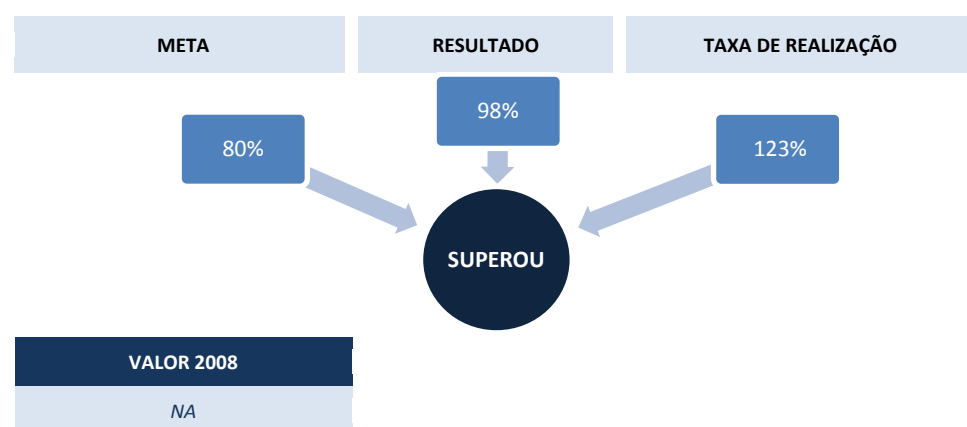 META
RESULTADO
TAXA DE REALIZAÇÃO
80%
98%
123%
SUPEROU
VALOR 2008
NA